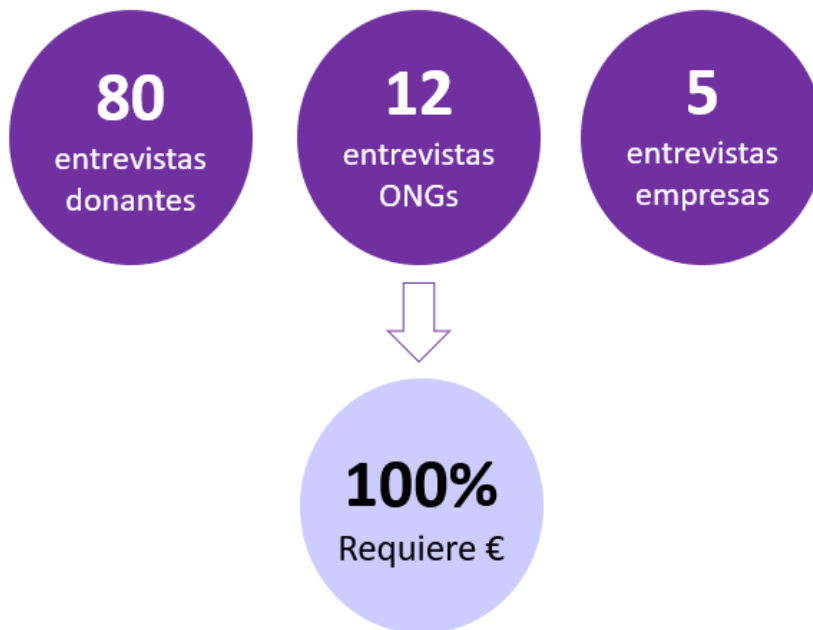 80
entrevistas
donantes
12
entrevistas
ONGs
5
entrevistas
empresas
100%
Requiere €